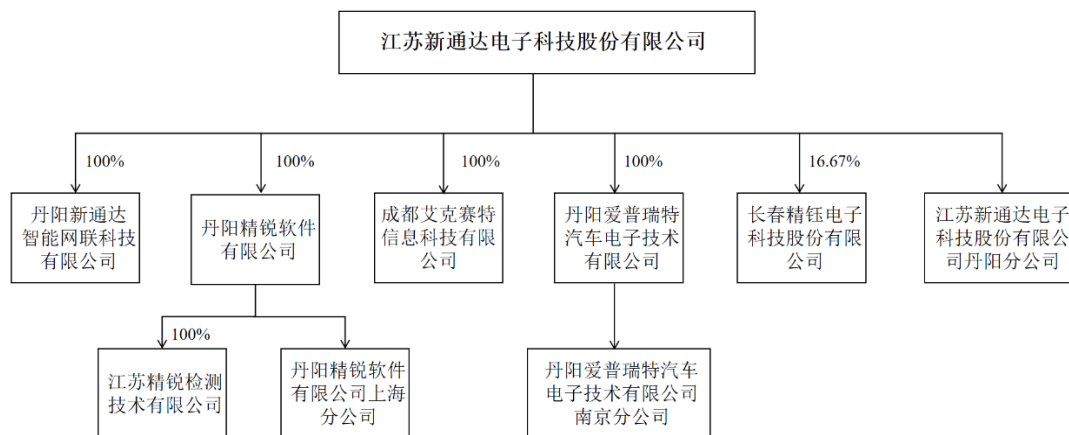 江苏新通达电子科技股份有限公司
100%
100%
100%
100%
16.67%
丹阳新通达
智能网联科技
有限公司
丹阳精锐软件
有限公司
成都艾克赛特
信息科技有限
公司
丹阳爱普瑞特
汽车电子技术
有限公司
长春精钰电子
科技股份有限
公司
江苏新通达电子
科技股份有限公
司丹阳分公司
100%
江苏精锐检测
技术有限公司
丹阳精锐软件
有限公司上海
分公司
丹阳爱普瑞特汽车
电子技术有限公司
南京分公司